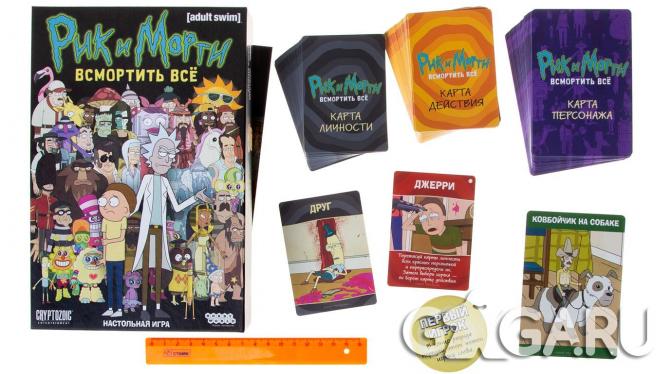 [adult swim]
Рик и Морти
ВСМОРТИТЬ ВСЁ
CRYPTOZOIC
entertainment
НАСТОЛЬНАЯ ИГРА
Рик и Морти
ВСМОРТИТЬ ВСЁ
КАРТА
ЛИЧНОСТИ
Рик и Морти
ВСМОРТИТЬ ВСЁ
КАРТА
ДЕЙСТВИЯ
Рик и Морти
ВСМОРТИТЬ ВСЁ
КАРТА
ПЕРСОНАЖА
ДРУГ
ДЖЕРРИ
КОВБОЙЧИК НА СОБАКЕ
ПЕРВЫЙ
ИГРОК
GAGA.RU